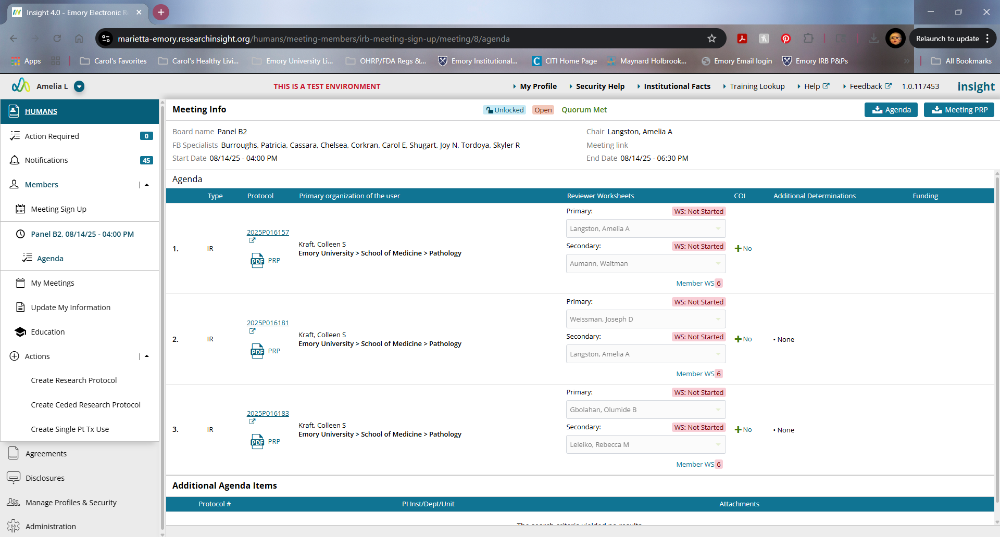 Insight 4.0 - Emory Electronic R
marietta-emory.researchinsight.org/humans/meeting-members/irb-meeting-sign-up/meeting/8/agenda
Relaunch to update
Apps
Carol's Favorites
Carol's Healthy Livi...
Emory University Li...
OHRP/FDA Regs &...
Emory Institutional...
CITI Home Page
Maynard Holbrook...
Emory Email login
Emory IRB P&Ps
All Bookmarks
Amelia L
THIS IS A TEST ENVIRONMENT
My Profile
Security Help
Institutional Facts
Training Lookup
Help
Feedback
1.0.117453
insight
HUMANS
Action Required 0
Notifications 45
Members
Meeting Sign Up
Panel B2, 08/14/25 - 04:00 PM
Agenda
My Meetings
Update My Information
Education
Actions
Create Research Protocol
Create Ceded Research Protocol
Create Single Pt Tx Use
Agreements
Disclosures
Manage Profiles & Security
Administration
Meeting Info
Unlocked
Open
Quorum Met
Agenda
Meeting PRP
Board name Panel B2
Chair Langston, Amelia A
FB Specialists Burroughs, Patricia, Cassara, Chelsea, Corkran, Carol E, Shugart, Joy N, Tordoya, Skyler R
Meeting link
Start Date 08/14/25 - 04:00 PM
End Date 08/14/25 - 06:30 PM
Agenda
Type Protocol Primary organization of the user Reviewer Worksheets COI Additional Determinations Funding
1.
IR
2025P016157
PDF PRP
Kraft, Colleen S
Emory University > School of Medicine > Pathology
Primary: WS: Not Started
Langston, Amelia A
Secondary: WS: Not Started
Aumann, Waitman
Member WS 6
No
2.
IR
2025P016181
PDF PRP
Kraft, Colleen S
Emory University > School of Medicine > Pathology
Primary: WS: Not Started
Weissman, Joseph D
Secondary: WS: Not Started
Langston, Amelia A
Member WS 6
No
• None
3.
IR
2025P016183
PDF PRP
Kraft, Colleen S
Emory University > School of Medicine > Pathology
Primary: WS: Not Started
Gbolahan, Olumide B
Secondary: WS: Not Started
Leleiko, Rebecca M
Member WS 6
No
• None
Additional Agenda Items
Protocol # PI Inst/Dept/Unit Attachments
The search criteria yielded no results